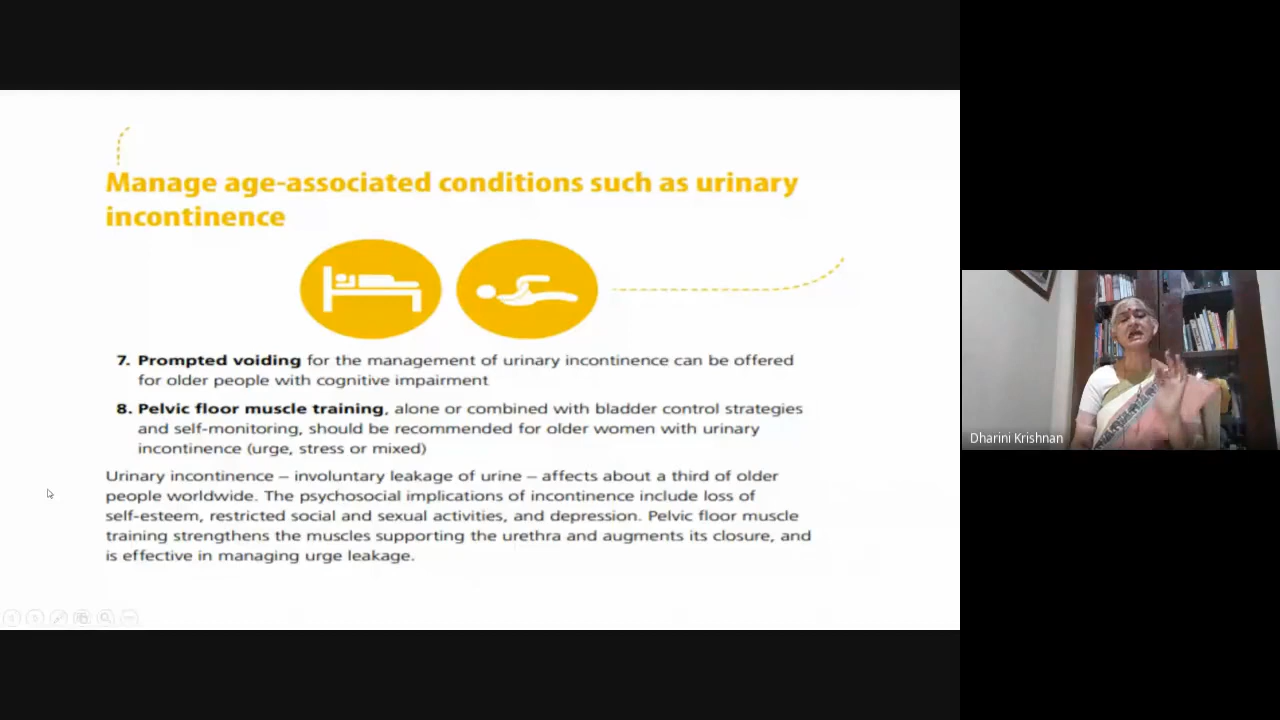 Manage age-associated conditions such as urinary
incontinence
7. Prompted voiding for the management of urinary incontinence can be offered
for older people with cognitive impairment
8. Pelvic floor muscle training, alone or combined with bladder control strategies
and self-monitoring, should be recommended for older women with urinary
incontinence (urge, stress or mixed)
Urinary incontinence – involuntary leakage of urine – affects about a third of older
people worldwide. The psychosocial implications of incontinence include loss of
self-esteem, restricted social and sexual activities, and depression. Pelvic floor muscle
training strengthens the muscles supporting the urethra and augments its closure, and
is effective in managing urge leakage.
Dharini Krishnan